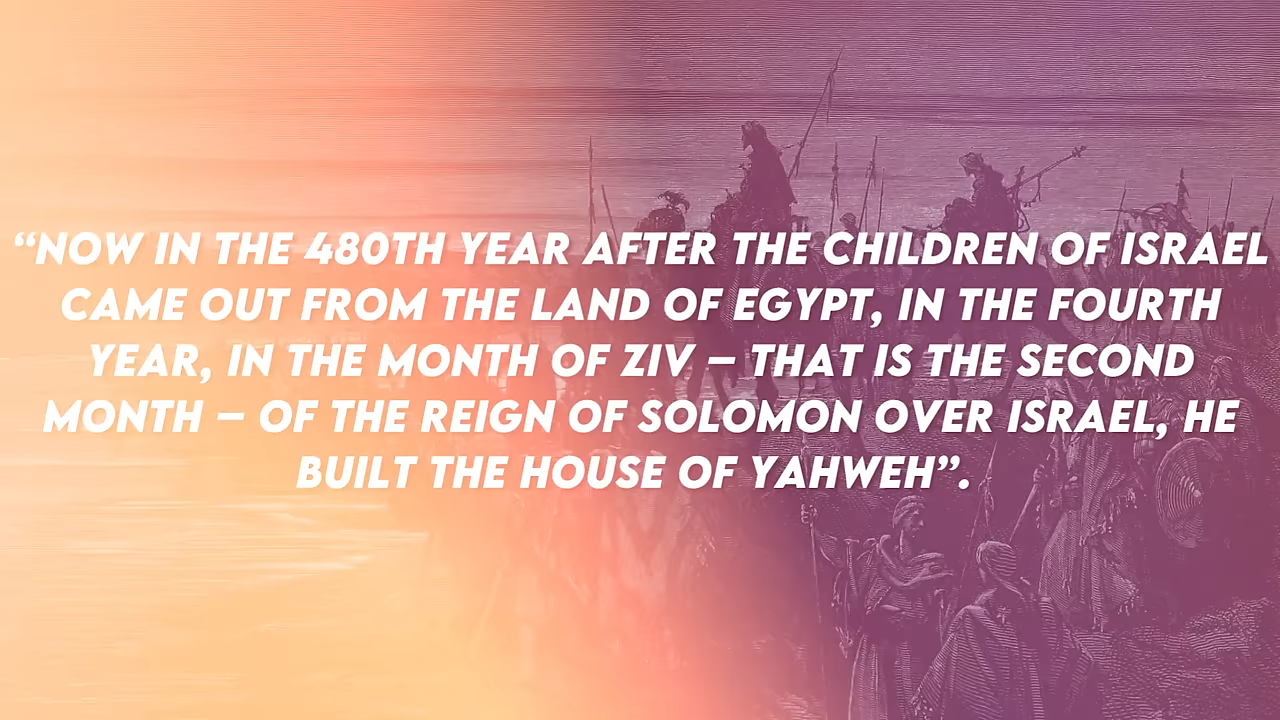 “NOW IN THE 480TH YEAR AFTER THE CHILDREN OF ISRAEL
CAME OUT FROM THE LAND OF EGYPT, IN THE FOURTH
YEAR, IN THE MONTH OF ZIV – THAT IS THE SECOND
MONTH – OF THE REIGN OF SOLOMON OVER ISRAEL, HE
BUILT THE HOUSE OF YAHWEH”.